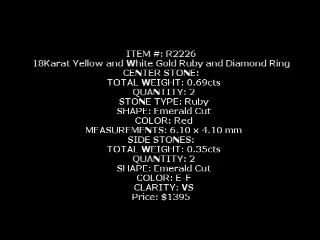 ITEM #: R2226
18Karat Yellow and White Gold Ruby and Diamond Ring
CENTER STONE:
TOTAL WEIGHT: 0.69cts
QUANTITY: 2
STONE TYPE: Ruby
SHAPE: Emerald Cut
COLOR: Red
MEASUREMENTS: 6.10 x 4.10 mm
SIDE STONES:
TOTAL WEIGHT: 0.35cts
QUANTITY: 2
SHAPE: Emerald Cut
COLOR: E-F
CLARITY: VS
Price: $1395